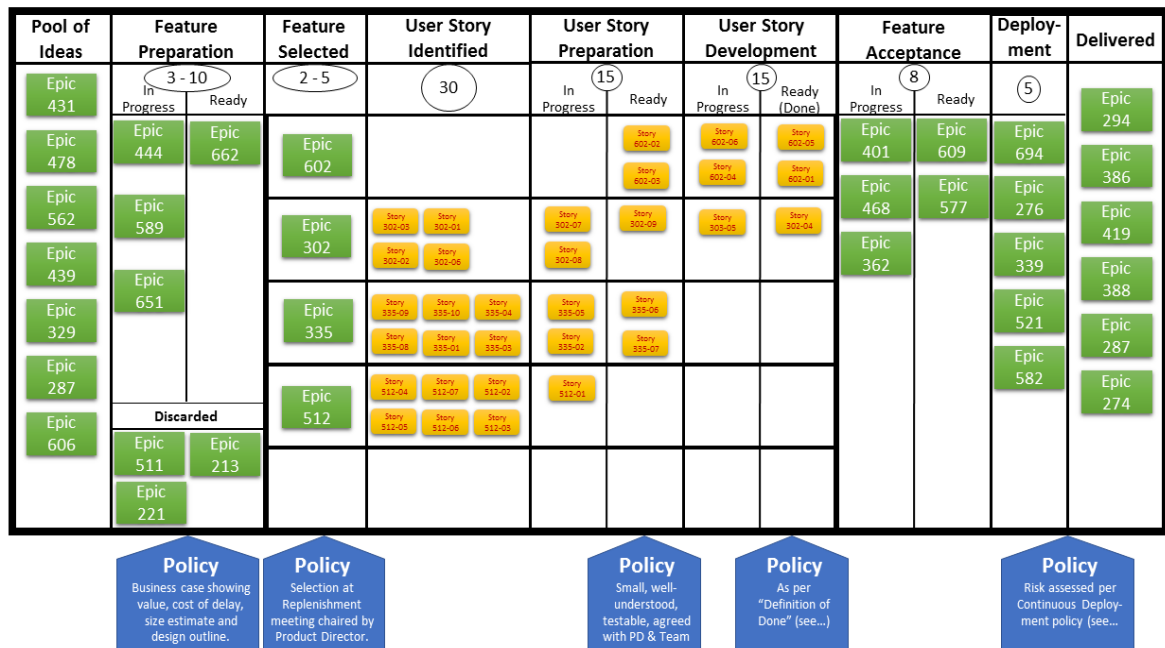 Pool of
Ideas
Feature
Preparation
Feature
Selected
User Story
Identified
User Story
Preparation
User Story
Development
Feature
Acceptance
Deploy-
ment
Delivered
3 - 10
2 - 5
30
15
15
8
5
In
Progress
Ready
In
Progress
Ready
In
Progress
Ready
(Done)
In
Progress
Ready
Epic
431
Epic
478
Epic
562
Epic
439
Epic
329
Epic
287
Epic
606
Epic
444
Epic
589
Epic
651
Epic
662
Discarded
Epic
511
Epic
213
Epic
221
Epic
602
Story
602-02
Story
602-03
Story
602-06
Story
602-04
Story
602-05
Story
602-01
Epic
302
Story
302-03
Story
302-01
Story
302-02
Story
302-06
Story
302-07
Story
302-08
Story
302-09
Story
303-05
Story
302-04
Epic
335
Story
335-09
Story
335-10
Story
335-04
Story
335-08
Story
335-01
Story
335-03
Story
335-05
Story
335-02
Story
335-06
Story
335-07
Epic
512
Story
512-04
Story
512-07
Story
512-02
Story
512-05
Story
512-06
Story
512-03
Story
512-01
Epic
401
Epic
468
Epic
362
Epic
609
Epic
577
Epic
694
Epic
276
Epic
339
Epic
521
Epic
582
Epic
294
Epic
386
Epic
419
Epic
388
Epic
287
Epic
274
Policy
Business case showing
value, cost of delay,
size estimate and
design outline.
Policy
Selection at
Replenishment
meeting chaired by
Product Director.
Policy
Small, well-
understood,
testable, agreed
with PD & Team
Policy
As per
“Definition of
Done” (see...)
Policy
Risk assessed per
Continuous Deploy-
ment policy (see...